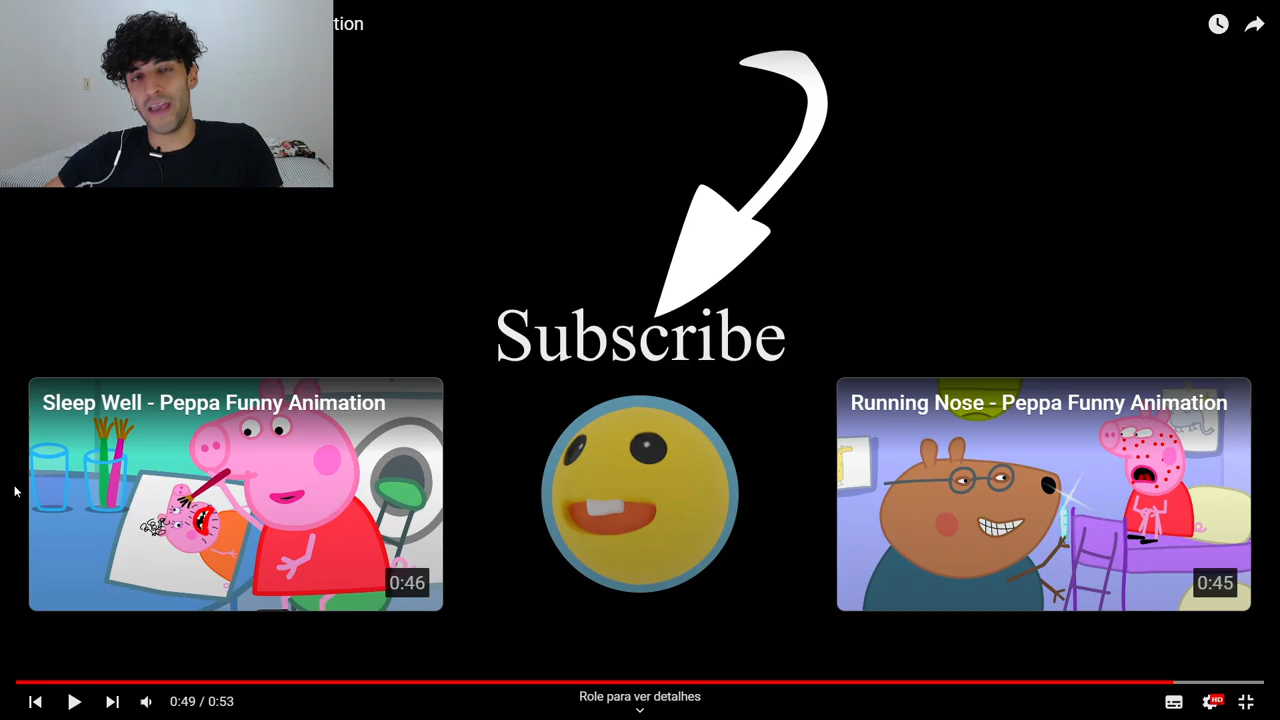 tion
Subscribe
Sleep Well - Peppa Funny Animation
0:46
Running Nose - Peppa Funny Animation
0:45
0:49 / 0:53
Role para ver detalhes
HD